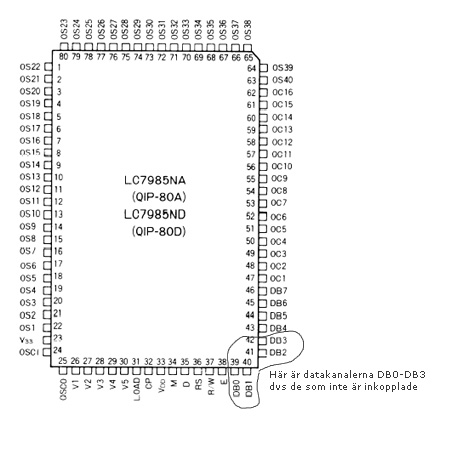 OS23 OS24 OS25 OS26 OS27 OS28 OS29 OS30 OS31 OS32 OS33 OS34 OS35 OS36 OS37 OS38
80 79 78 77 76 75 74 73 72 71 70 69 68 67 66 65
OS22 1
OS21 2
OS20 3
OS19 4
OS18 5
OS17 6
OS16 7
OS15 8
OS14 9
OS13 10
OS12 11
OS11 12
OS10 13
OS9 14
OS8 15
OS7 16
OS6 17
OS5 18
OS4 19
OS3 20
OS2 21
OS1 22
VSS 23
OSCI 24
LC7985NA
(QIP-80A)
LC7985ND
(QIP-80D)
64 OS39
63 OS40
62 OC16
61 OC15
60 OC14
59 OC13
58 OC12
57 OC11
56 OC10
55 OC9
54 OC8
53 OC7
52 OC6
51 OC5
50 OC4
49 OC3
48 OC2
47 OC1
46 DB7
45 DB6
44 DB5
43 DB4
42 DB3
41 DB2
25 26 27 28 29 30 31 32 33 34 35 36 37 38 39 40
OSCO V1 V2 V3 V4 V5 LOAD CP VDD M D RS R/W E DB0 DB1
Här är datakanalerna DB0-DB3
dvs de som inte är inkopplade